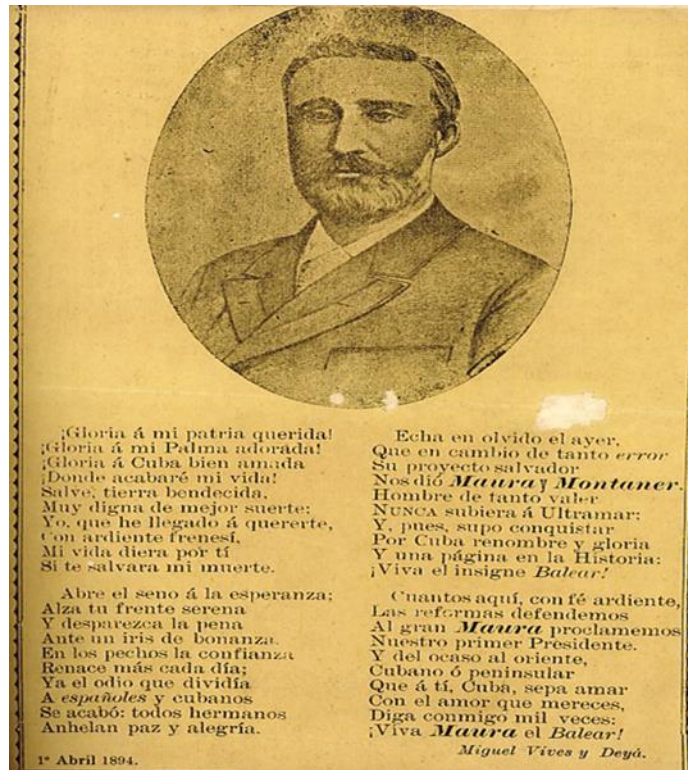 ¡Gloria á mi patria querida!
¡Gloria á mi Palma adorada!
¡Gloria á Cuba bien amada
¡Donde acabaré mi vida!
Salve, tierra bendecida,
Muy digna de mejor suerte;
Yo, que he llegado á quererte,
Con ardiente frenesí,
Mi vida diera por tí
Si te salvara mi muerte.
Abre el seno á la esperanza;
Alza tu frente serena
Y desparezca la pena
Ante un iris de bonanza.
En los pechos la confianza
Renace más cada día;
Ya el odio que dividía
A españoles y cubanos
Se acabó: todos hermanos
Anhelan paz y alegría.
1º Abril 1894.
Echa en olvido el ayer,
Que en cambio de tanto error
Su proyecto salvador
Nos dió Maura y Montaner.
Hombre de tanto valer
NUNCA subiera á Ultramar;
Y, pues, supo conquistar
Por Cuba renombre y gloria
Y una página en la Historia:
¡Viva el insigne Balear!
Cuantos aquí, con fé ardiente,
Las reformas defendemos
Al gran Maura proclamemos
Nuestro primer Presidente.
Y del ocaso al oriente,
Cubano ó peninsular
Que á tí, Cuba, sepa amar
Con el amor que mereces,
Diga conmigo mil veces:
¡Viva Maura el Balear!
Miguel Vives y Deyá.